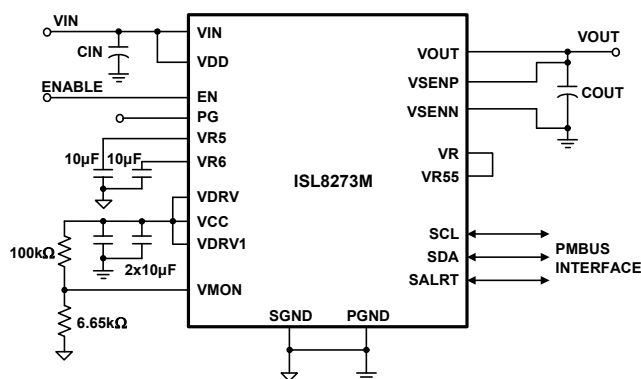 VIN
CIN
ENABLE
VIN
VDD
EN
PG
VR5
VR6
VDRV
VCC
VDRV1
VMON
10µF 10µF
2x10µF
100kΩ
6.65kΩ
ISL8273M
SGND
PGND
VOUT
VSENP
VSENN
VR
VR55
SCL
SDA
SALRT
VOUT
COUT
PMBUS
INTERFACE